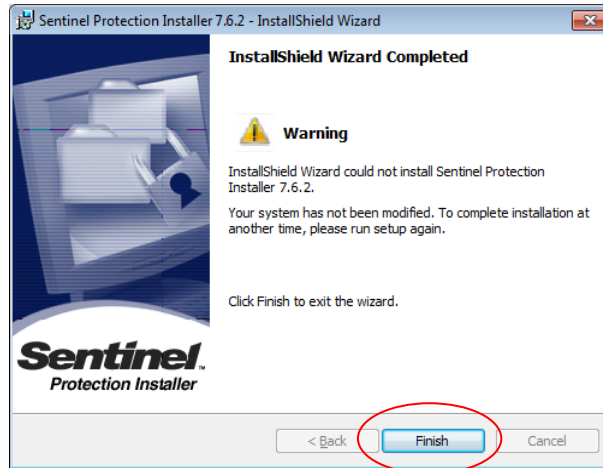 Sentinel Protection Installer 7.6.2 - InstallShield Wizard
InstallShield Wizard Completed
Warning
InstallShield Wizard could not install Sentinel Protection
Installer 7.6.2.
Your system has not been modified. To complete installation at
another time, please run setup again.
Click Finish to exit the wizard.
Sentinel™
Protection Installer
< Back
Finish
Cancel